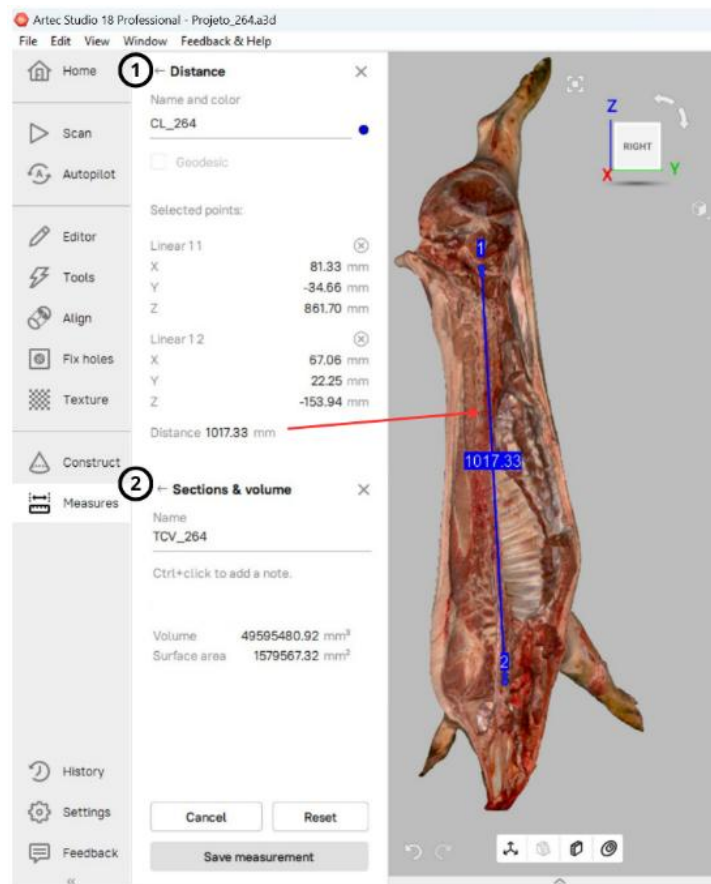 Artec Studio 18 Professional - Projeto_264.a3d
File Edit View Window Feedback & Help
Home
Scan
Autopilot
Editor
Tools
Align
Fix holes
Texture
Construct
Measures
History
Settings
Feedback
«
1
← Distance ×
Name and color
CL_264
Geodesic
Selected points:
Linear 1 1
X 81.33 mm
Y -34.66 mm
Z 861.70 mm
Linear 1 2
X 67.06 mm
Y 22.25 mm
Z -153.94 mm
Distance 1017.33 mm
2
← Sections & volume ×
Name
TCV_264
Ctrl+click to add a note.
Volume 49595480.92 mm³
Surface area 1579567.32 mm²
Cancel Reset
Save measurement
Z
RIGHT
X Y
1
1017.33
2